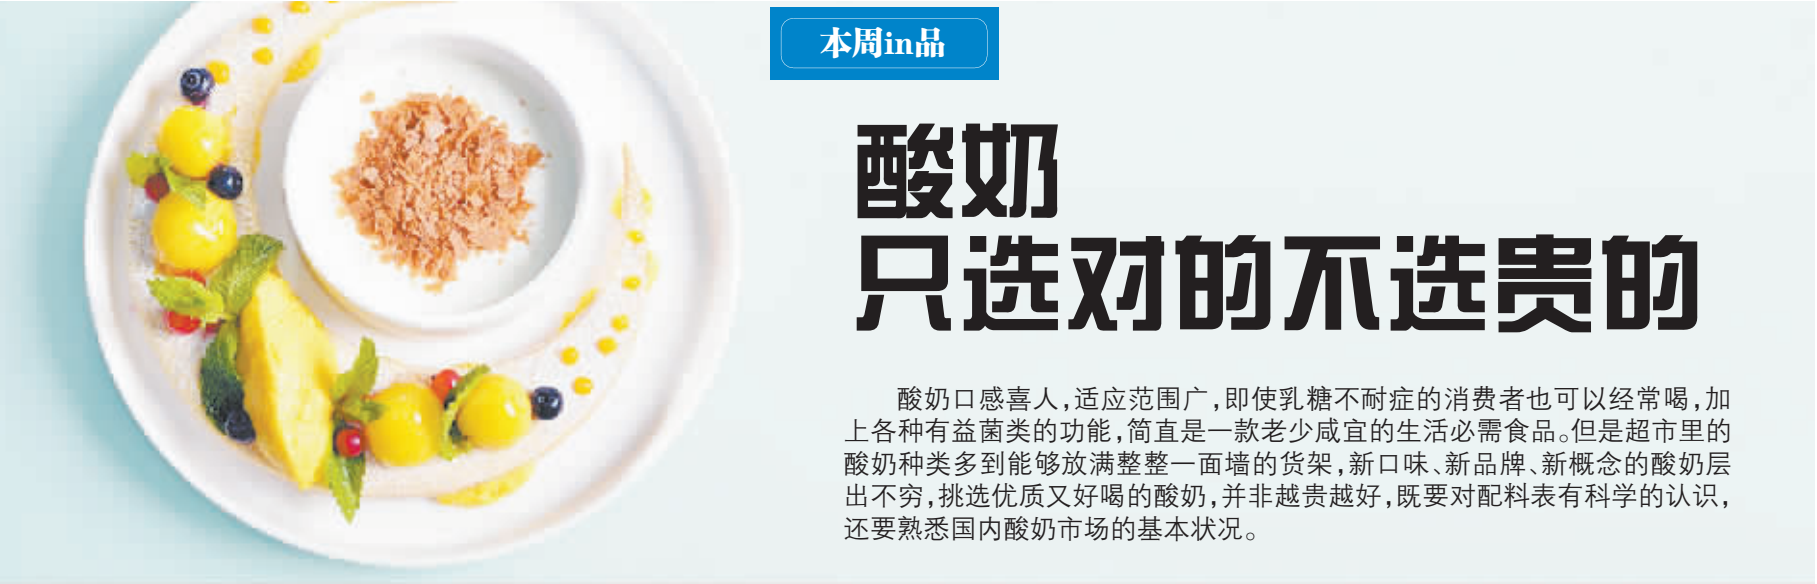 本周in品
酸奶
只选对的不选贵的
酸奶口感喜人，适应范围广，即使乳糖不耐症的消费者也可以经常喝，加
上各种有益菌类的功能，简直是一款老少咸宜的生活必需食品。但是超市里的
酸奶种类多到能够放满整整一面墙的货架，新口味、新品牌、新概念的酸奶层
出不穷，挑选优质又好喝的酸奶，并非越贵越好，既要对配料表有科学的认识，
还要熟悉国内酸奶市场的基本状况。